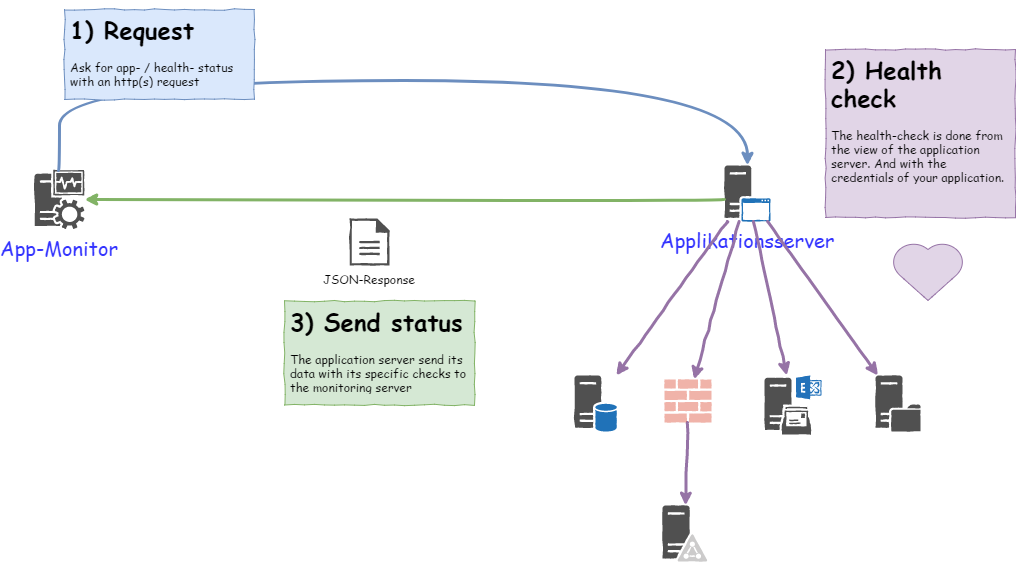 1) Request
Ask for app- / health- status
with an http(s) request
2) Health
check
The health-check is done from
the view of the application
server. And with the
credentials of your application.
App-Monitor
Applikationsserver
JSON-Response
3) Send status
The application server send its
data with its specific checks to
the monitoring server
E